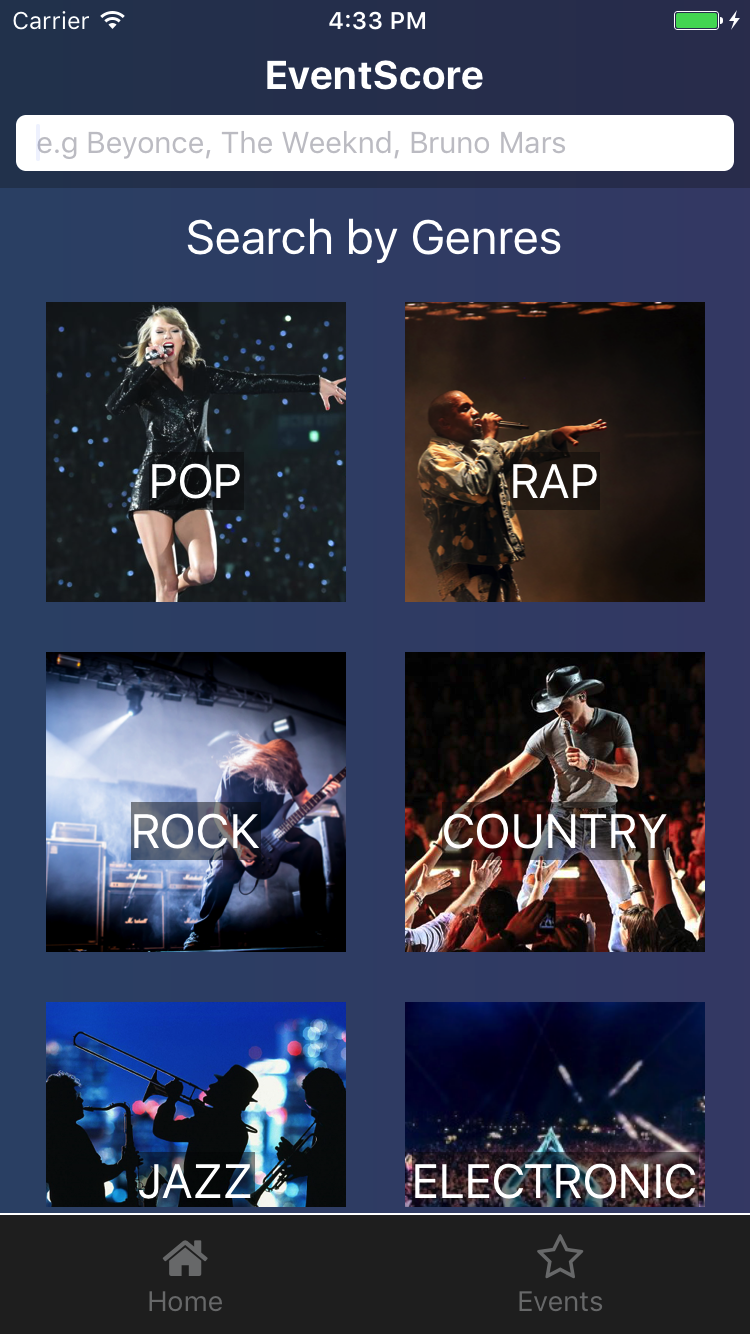 Carrier 4:33 PM
EventScore
e.g Beyonce, The Weeknd, Bruno Mars
Search by Genres
POP RAP
ROCK COUNTRY
JAZZ ELECTRONIC
Home Events